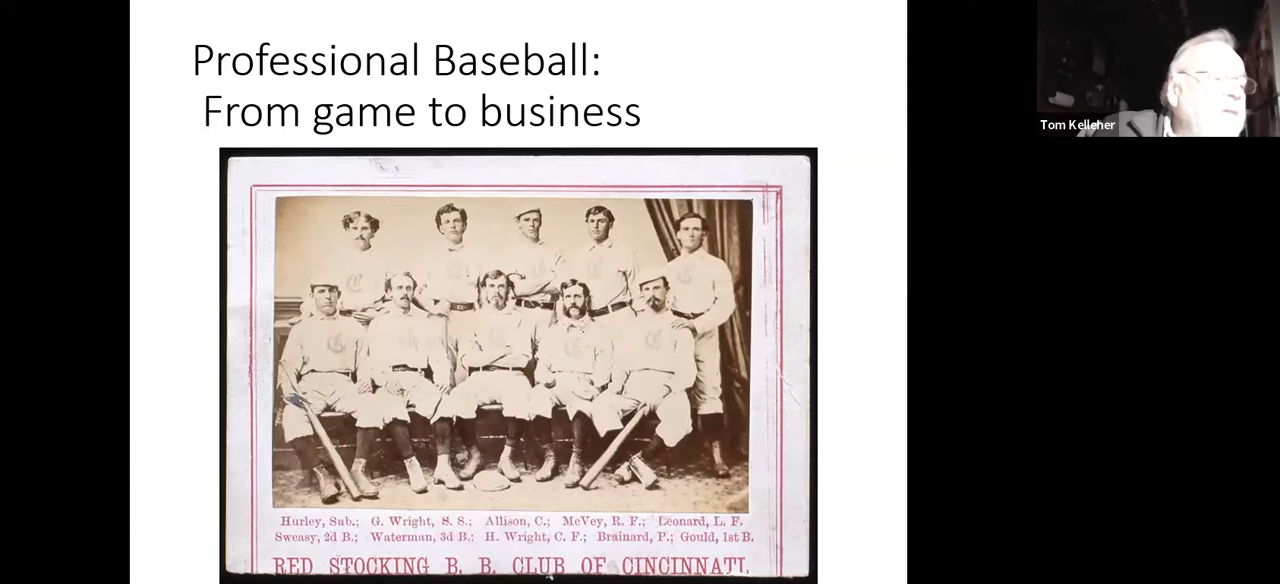 Professional Baseball:
From game to business
Tom Kelleher
Hurley, Sub.; G. Wright, S. S.; Allison, C.; McVey, R. F.; Leonard, L. F.
Sweasy, 2d B.; Waterman, 3d B.; H. Wright, C. F.; Brainard, P.; Gould, 1st B.
RED STOCKING B. B. CLUB OF CINCINNATI.